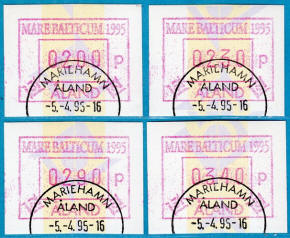 MARE BALTICUM 1995
0200 P
MARIEHAMN
ÅLAND
-5.-4.95-16
ÅLAND
MARE BALTICUM 1995
0230 P
MARIEHAMN
ÅLAND
-5.-4.95-16
ÅLAND
MARE BALTICUM 1995
0290 P
MARIEHAMN
ÅLAND
-5.-4.95-16
MARE BALTICUM 1995
0340 P
MARIEHAMN
ÅLAND
-5.-4.95-16